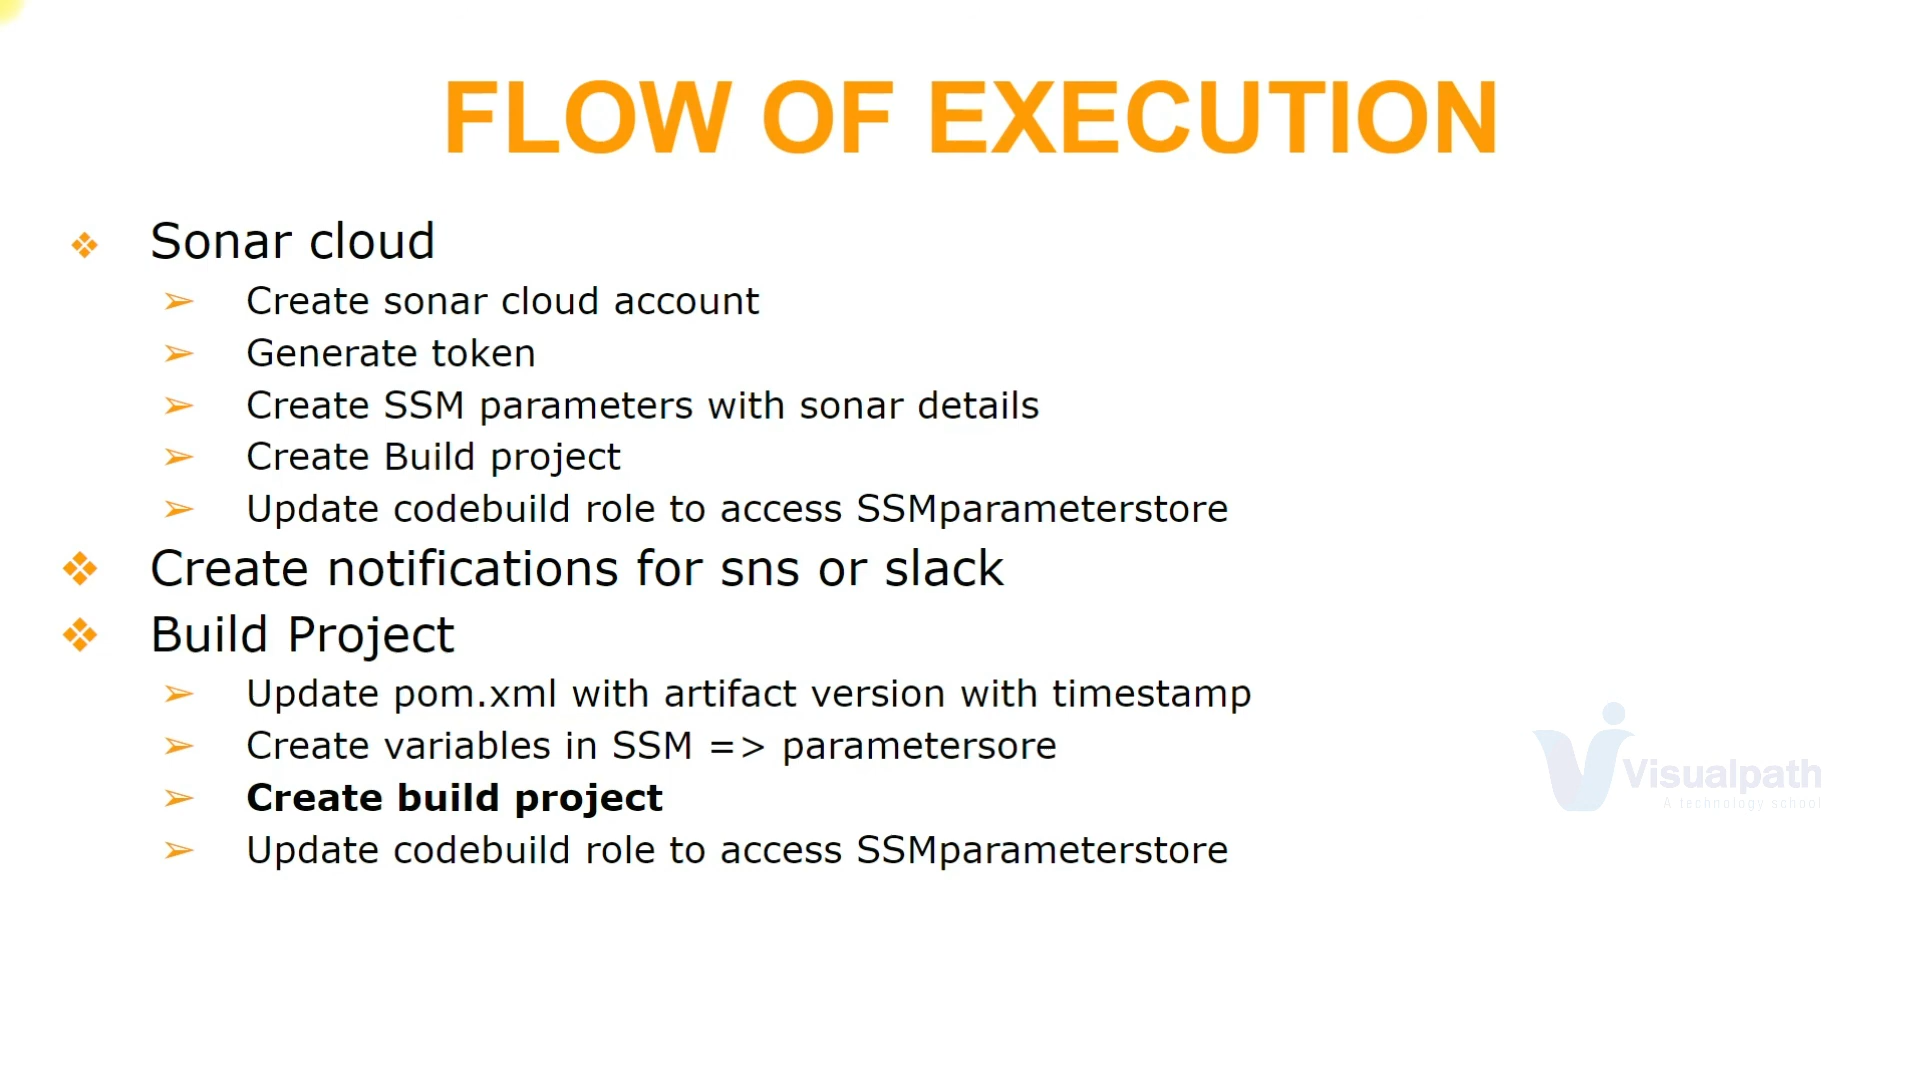 FLOW OF EXECUTION
Sonar cloud
Create sonar cloud account
Generate token
Create SSM parameters with sonar details
Create Build project
Update codebuild role to access SSMparameterstore
Create notifications for sns or slack
Build Project
Update pom.xml with artifact version with timestamp
Create variables in SSM => parametersore
Create build project
Update codebuild role to access SSMparameterstore
Visualpath
A technology school